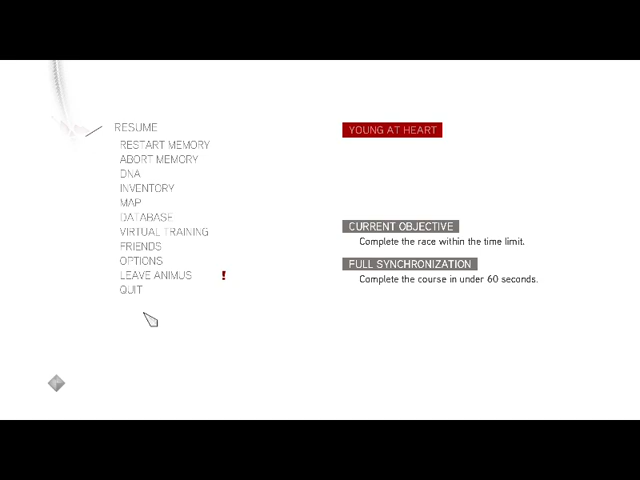 RESUME
RESTART MEMORY
ABORT MEMORY
DNA
INVENTORY
MAP
DATABASE
VIRTUAL TRAINING
FRIENDS
OPTIONS
LEAVE ANIMUS !
QUIT
YOUNG AT HEART
CURRENT OBJECTIVE
Complete the race within the time limit.
FULL SYNCHRONIZATION
Complete the course in under 60 seconds.